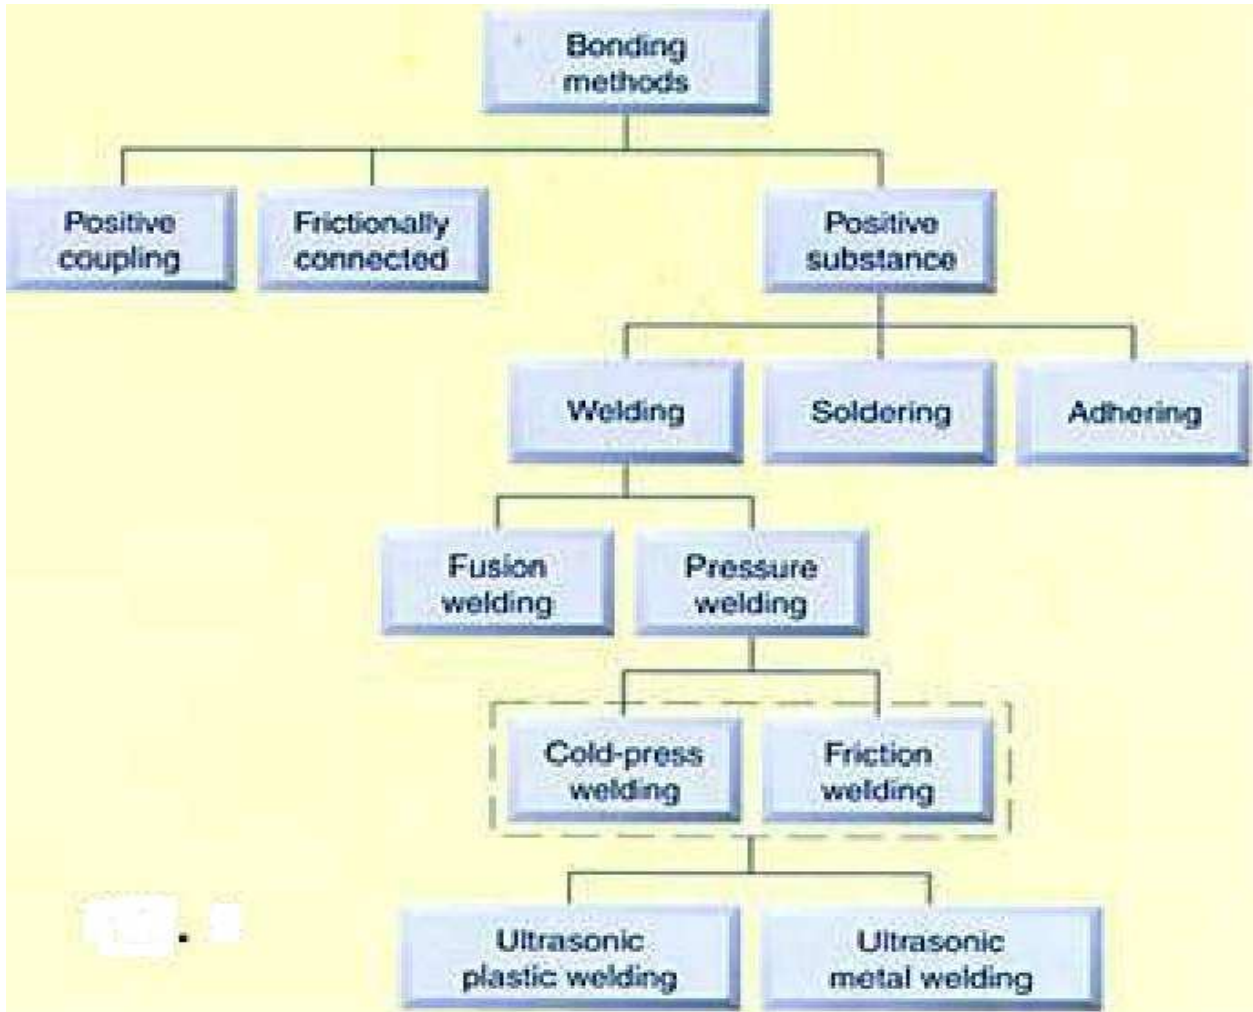 Bonding
methods
Positive
coupling
Frictionally
connected
Positive
substance
Welding
Soldering
Adhering
Fusion
welding
Pressure
welding
Cold-press
welding
Friction
welding
Ultrasonic
plastic welding
Ultrasonic
metal welding